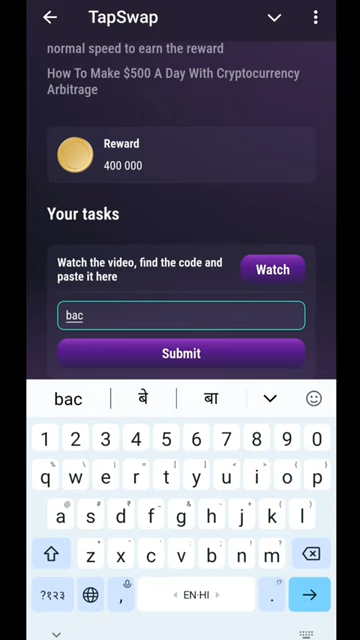 TapSwap
normal speed to earn the reward
How To Make $500 A Day With Cryptocurrency
Arbitrage
Reward
400 000
Your tasks
Watch the video, find the code and
paste it here
Watch
bac
Submit
bac बे बा
1 2 3 4 5 6 7 8 9 0
q w e r t y u i o p
a s d f g h j k l
z x c v b n m
?१२३ , EN·HI .